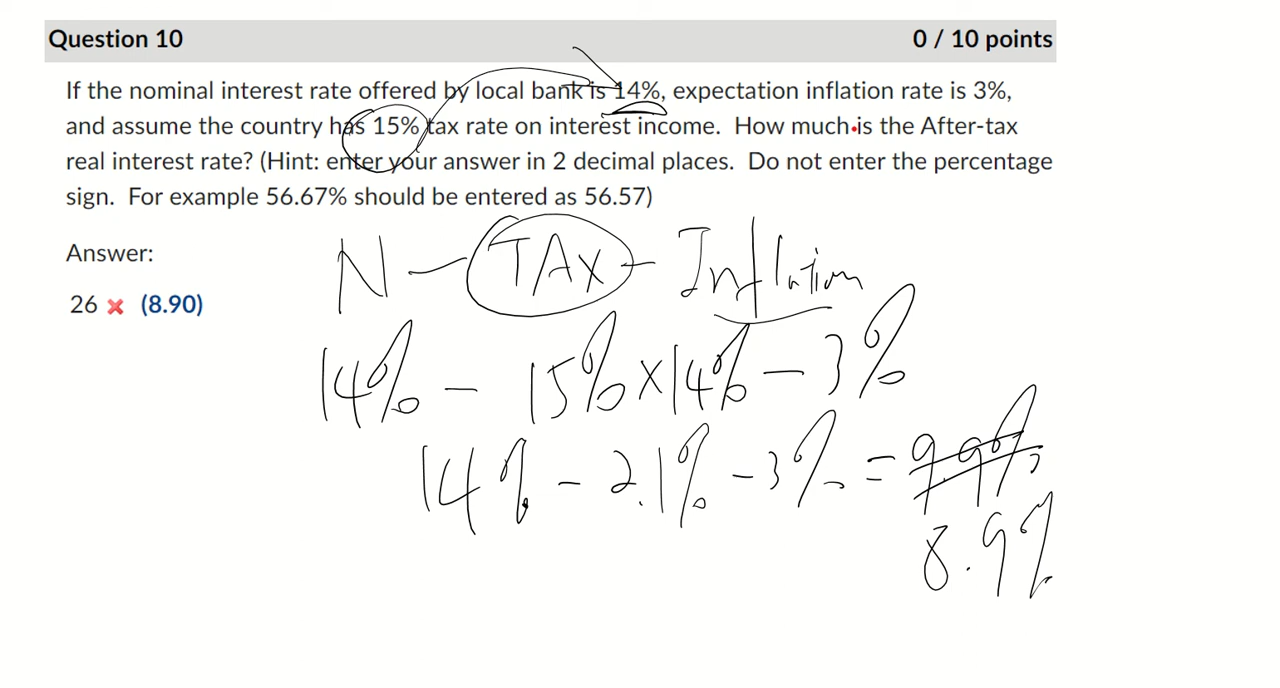 Question 10 0 / 10 points
If the nominal interest rate offered by local bank is 14%, expectation inflation rate is 3%,
and assume the country has 15% tax rate on interest income. How much is the After-tax
real interest rate? (Hint: enter your answer in 2 decimal places. Do not enter the percentage
sign. For example 56.67% should be entered as 56.57)
Answer:
26 (8.90)
N - TAX - Inflation
14% - 15% × 14% - 3%
14% - 2.1% - 3% = 9.9%
8.9%